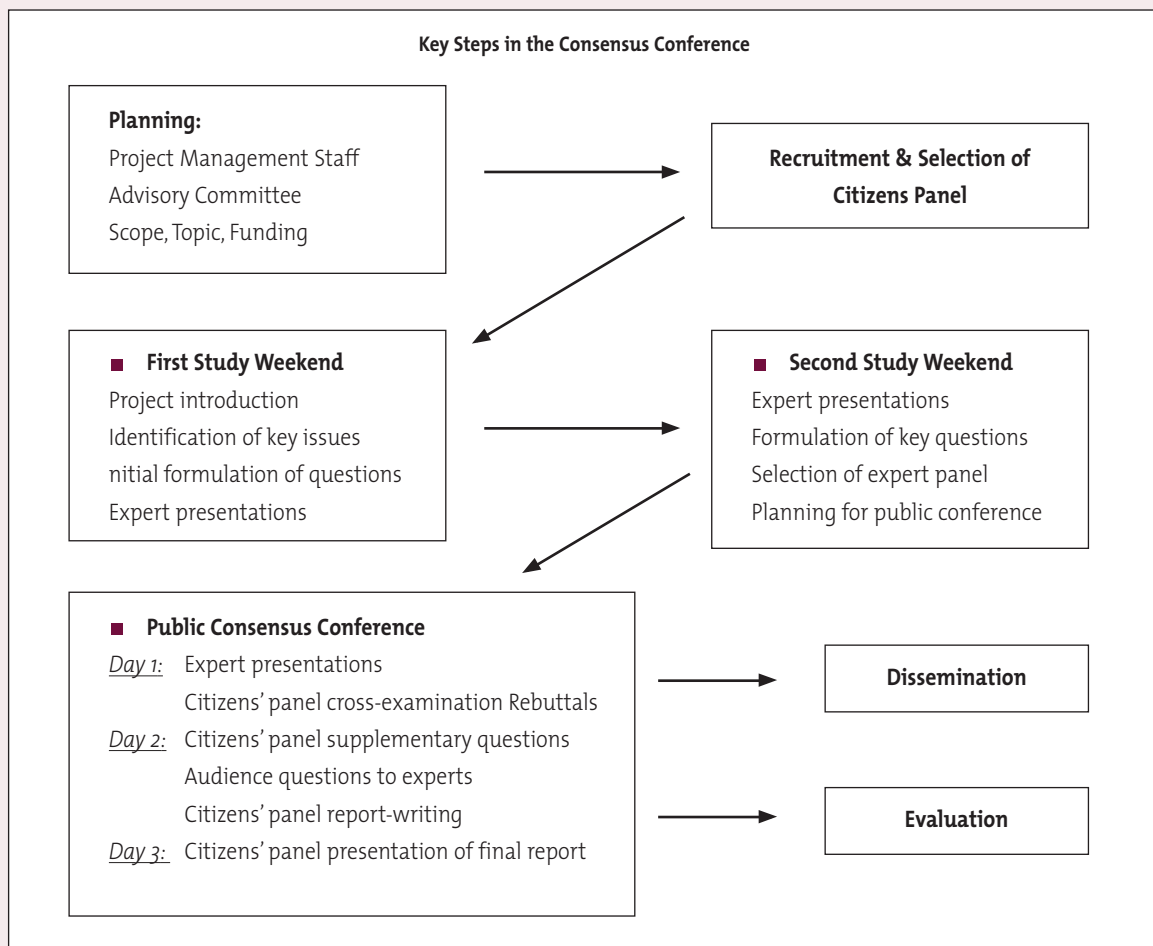 Key Steps in the Consensus Conference
Planning:
Project Management Staff
Advisory Committee
Scope, Topic, Funding
Recruitment & Selection of
Citizens Panel
First Study Weekend
Project introduction
Identification of key issues
nitial formulation of questions
Expert presentations
Second Study Weekend
Expert presentations
Formulation of key questions
Selection of expert panel
Planning for public conference
Public Consensus Conference
Day 1: Expert presentations
Citizens' panel cross-examination Rebuttals
Day 2: Citizens' panel supplementary questions
Audience questions to experts
Citizens' panel report-writing
Day 3: Citizens' panel presentation of final report
Dissemination
Evaluation